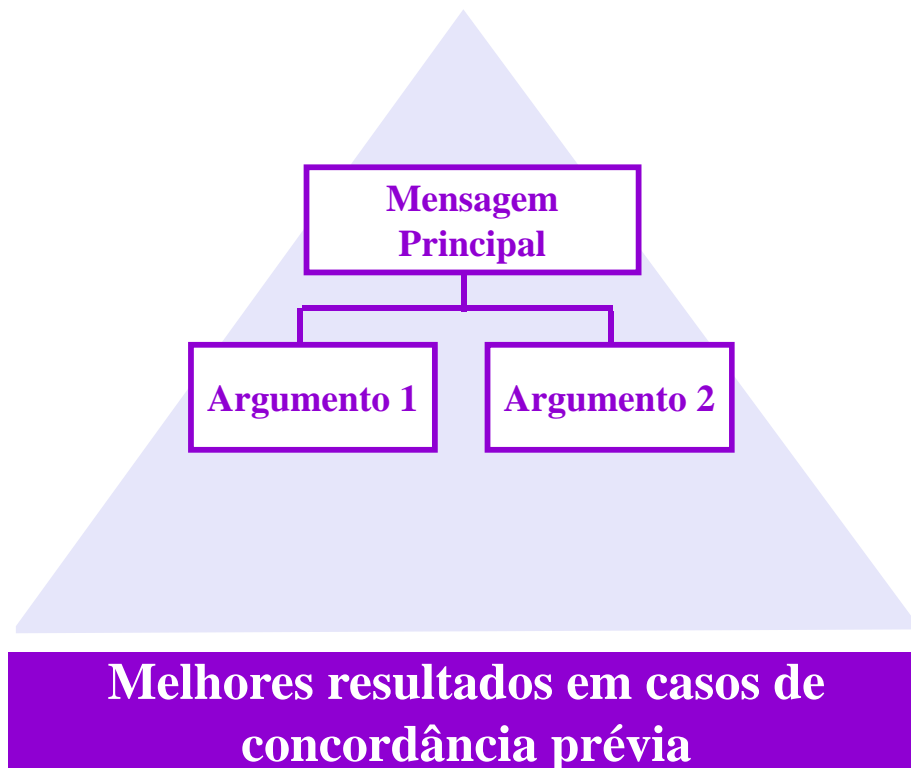 Mensagem
Principal
Argumento 1
Argumento 2
Melhores resultados em casos de
concordância prévia